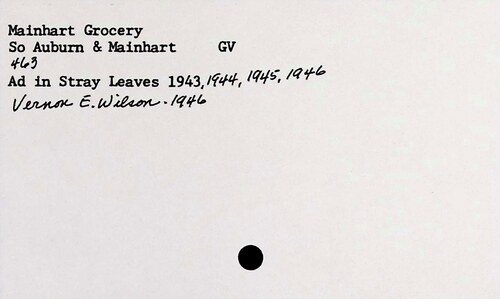 Mainhart Grocery
So Auburn & Mainhart GV
463
Ad in Stray Leaves 1943, 1944, 1945, 1946
Vernon E. Wilson - 1946